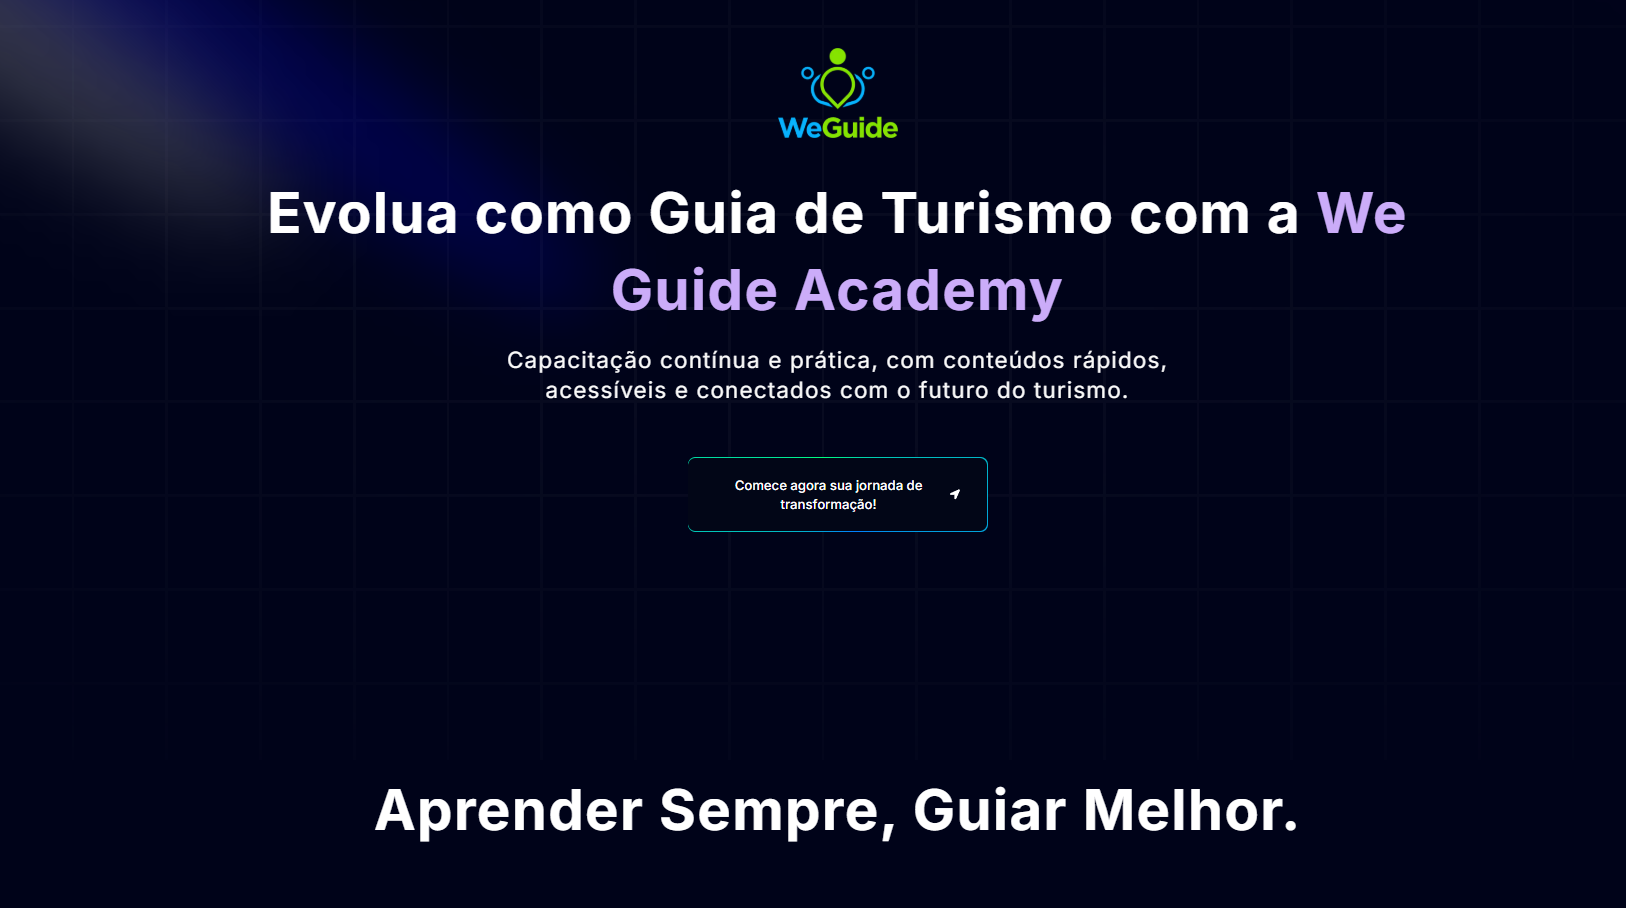 WeGuide
Evolua como Guia de Turismo com a We
Guide Academy
Capacitação contínua e prática, com conteúdos rápidos,
acessíveis e conectados com o futuro do turismo.
Comece agora sua jornada de
transformação!
Aprender Sempre, Guiar Melhor.